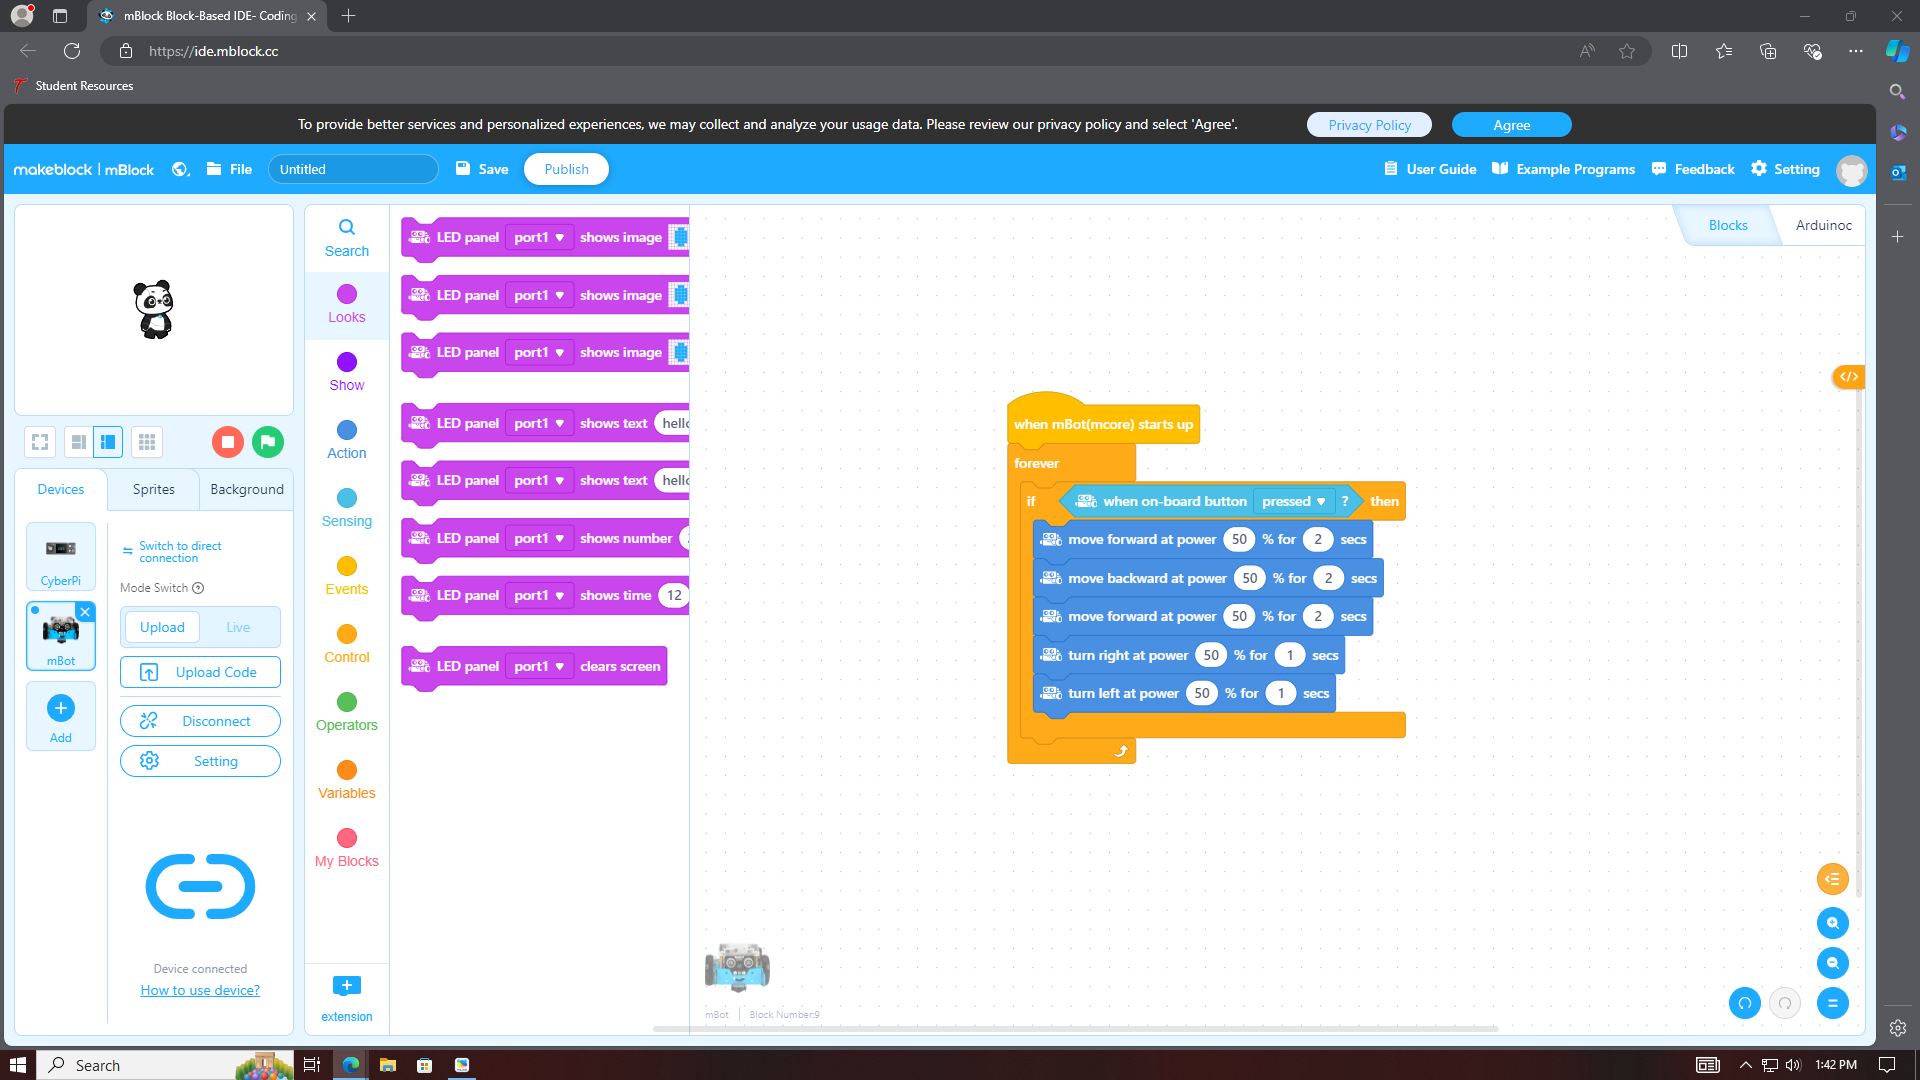 mBlock Block-Based IDE- Coding
https://ide.mblock.cc
Student Resources
To provide better services and personalized experiences, we may collect and analyze your usage data. Please review our privacy policy and select 'Agree'.
Privacy Policy
Agree
makeblock | mBlock
File
Untitled
Save
Publish
User Guide
Example Programs
Feedback
Setting
Devices
Sprites
Background
CyberPi
mBot
Add
Switch to direct
connection
Mode Switch
Upload
Live
Upload Code
Disconnect
Setting
Device connected
How to use device?
Search
Looks
Show
Action
Sensing
Events
Control
Operators
Variables
My Blocks
extension
LED panel port1 shows image
LED panel port1 shows image
LED panel port1 shows image
LED panel port1 shows text hello
LED panel port1 shows text hello
LED panel port1 shows number
LED panel port1 shows time 12
LED panel port1 clears screen
Blocks
Arduinoc
</>
when mBot(mcore) starts up
forever
if when on-board button pressed ? then
move forward at power 50 % for 2 secs
move backward at power 50 % for 2 secs
move forward at power 50 % for 2 secs
turn right at power 50 % for 1 secs
turn left at power 50 % for 1 secs
mBot
Block Number:9
Search
1:42 PM